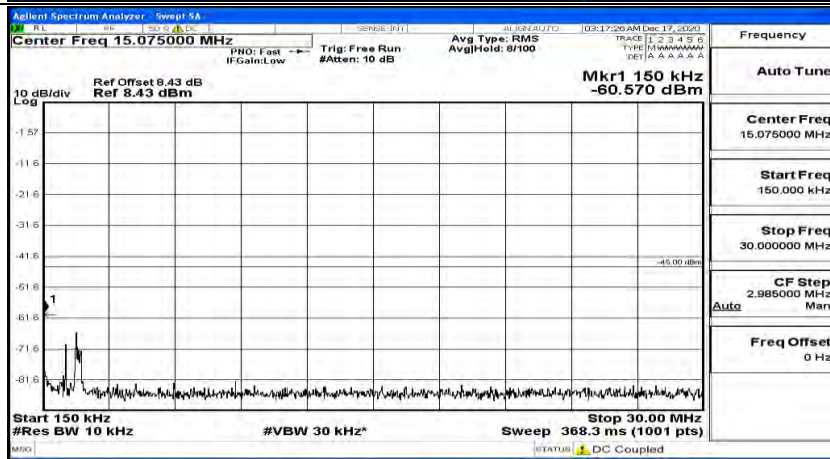 Agilent Spectrum Analyzer - Swept SA
RL RF 50 Ω DC SENSE:INT ALIGN AUTO 03:17:26 AM Dec 17, 2020
Center Freq 15.075000 MHz
PNO: Fast
IFGain:Low
Trig: Free Run
#Atten: 10 dB
Avg Type: RMS
Avg|Hold: 8/100
TRACE 1 2 3 4 5 6
TYPE M
DET A A A A A A
Ref Offset 8.43 dB
10 dB/div Ref 8.43 dBm
Log
Mkr1 150 kHz
-60.570 dBm
-1.57
-11.6
-21.6
-31.6
-41.6
-45.00 dBm
-51.6
1
-61.6
-71.6
-81.6
Start 150 kHz
#Res BW 10 kHz
#VBW 30 kHz*
Stop 30.00 MHz
Sweep 368.3 ms (1001 pts)
MSG
STATUS DC Coupled
Frequency
Auto Tune
Center Freq
15.075000 MHz
Start Freq
150.000 kHz
Stop Freq
30.000000 MHz
CF Step
2.985000 MHz
Auto Man
Freq Offset
0 Hz